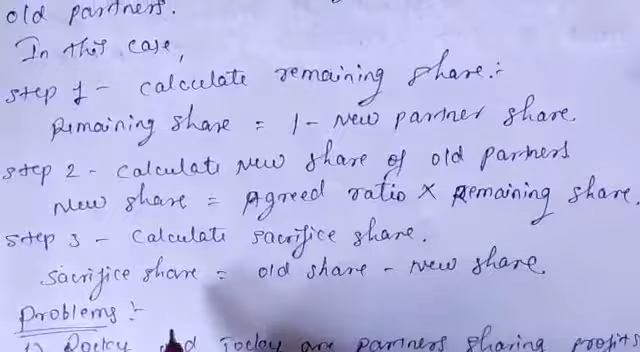 old partners.
In this case,
Step 1 - Calculate remaining share :-
Remaining share = 1 - New partner share.
Step 2 - Calculate New share of old partners
New share = Agreed ratio × Remaining share.
Step 3 - Calculate sacrifice share.
Sacrifice share = old share - New share.
Problems :-
are partners sharing profits